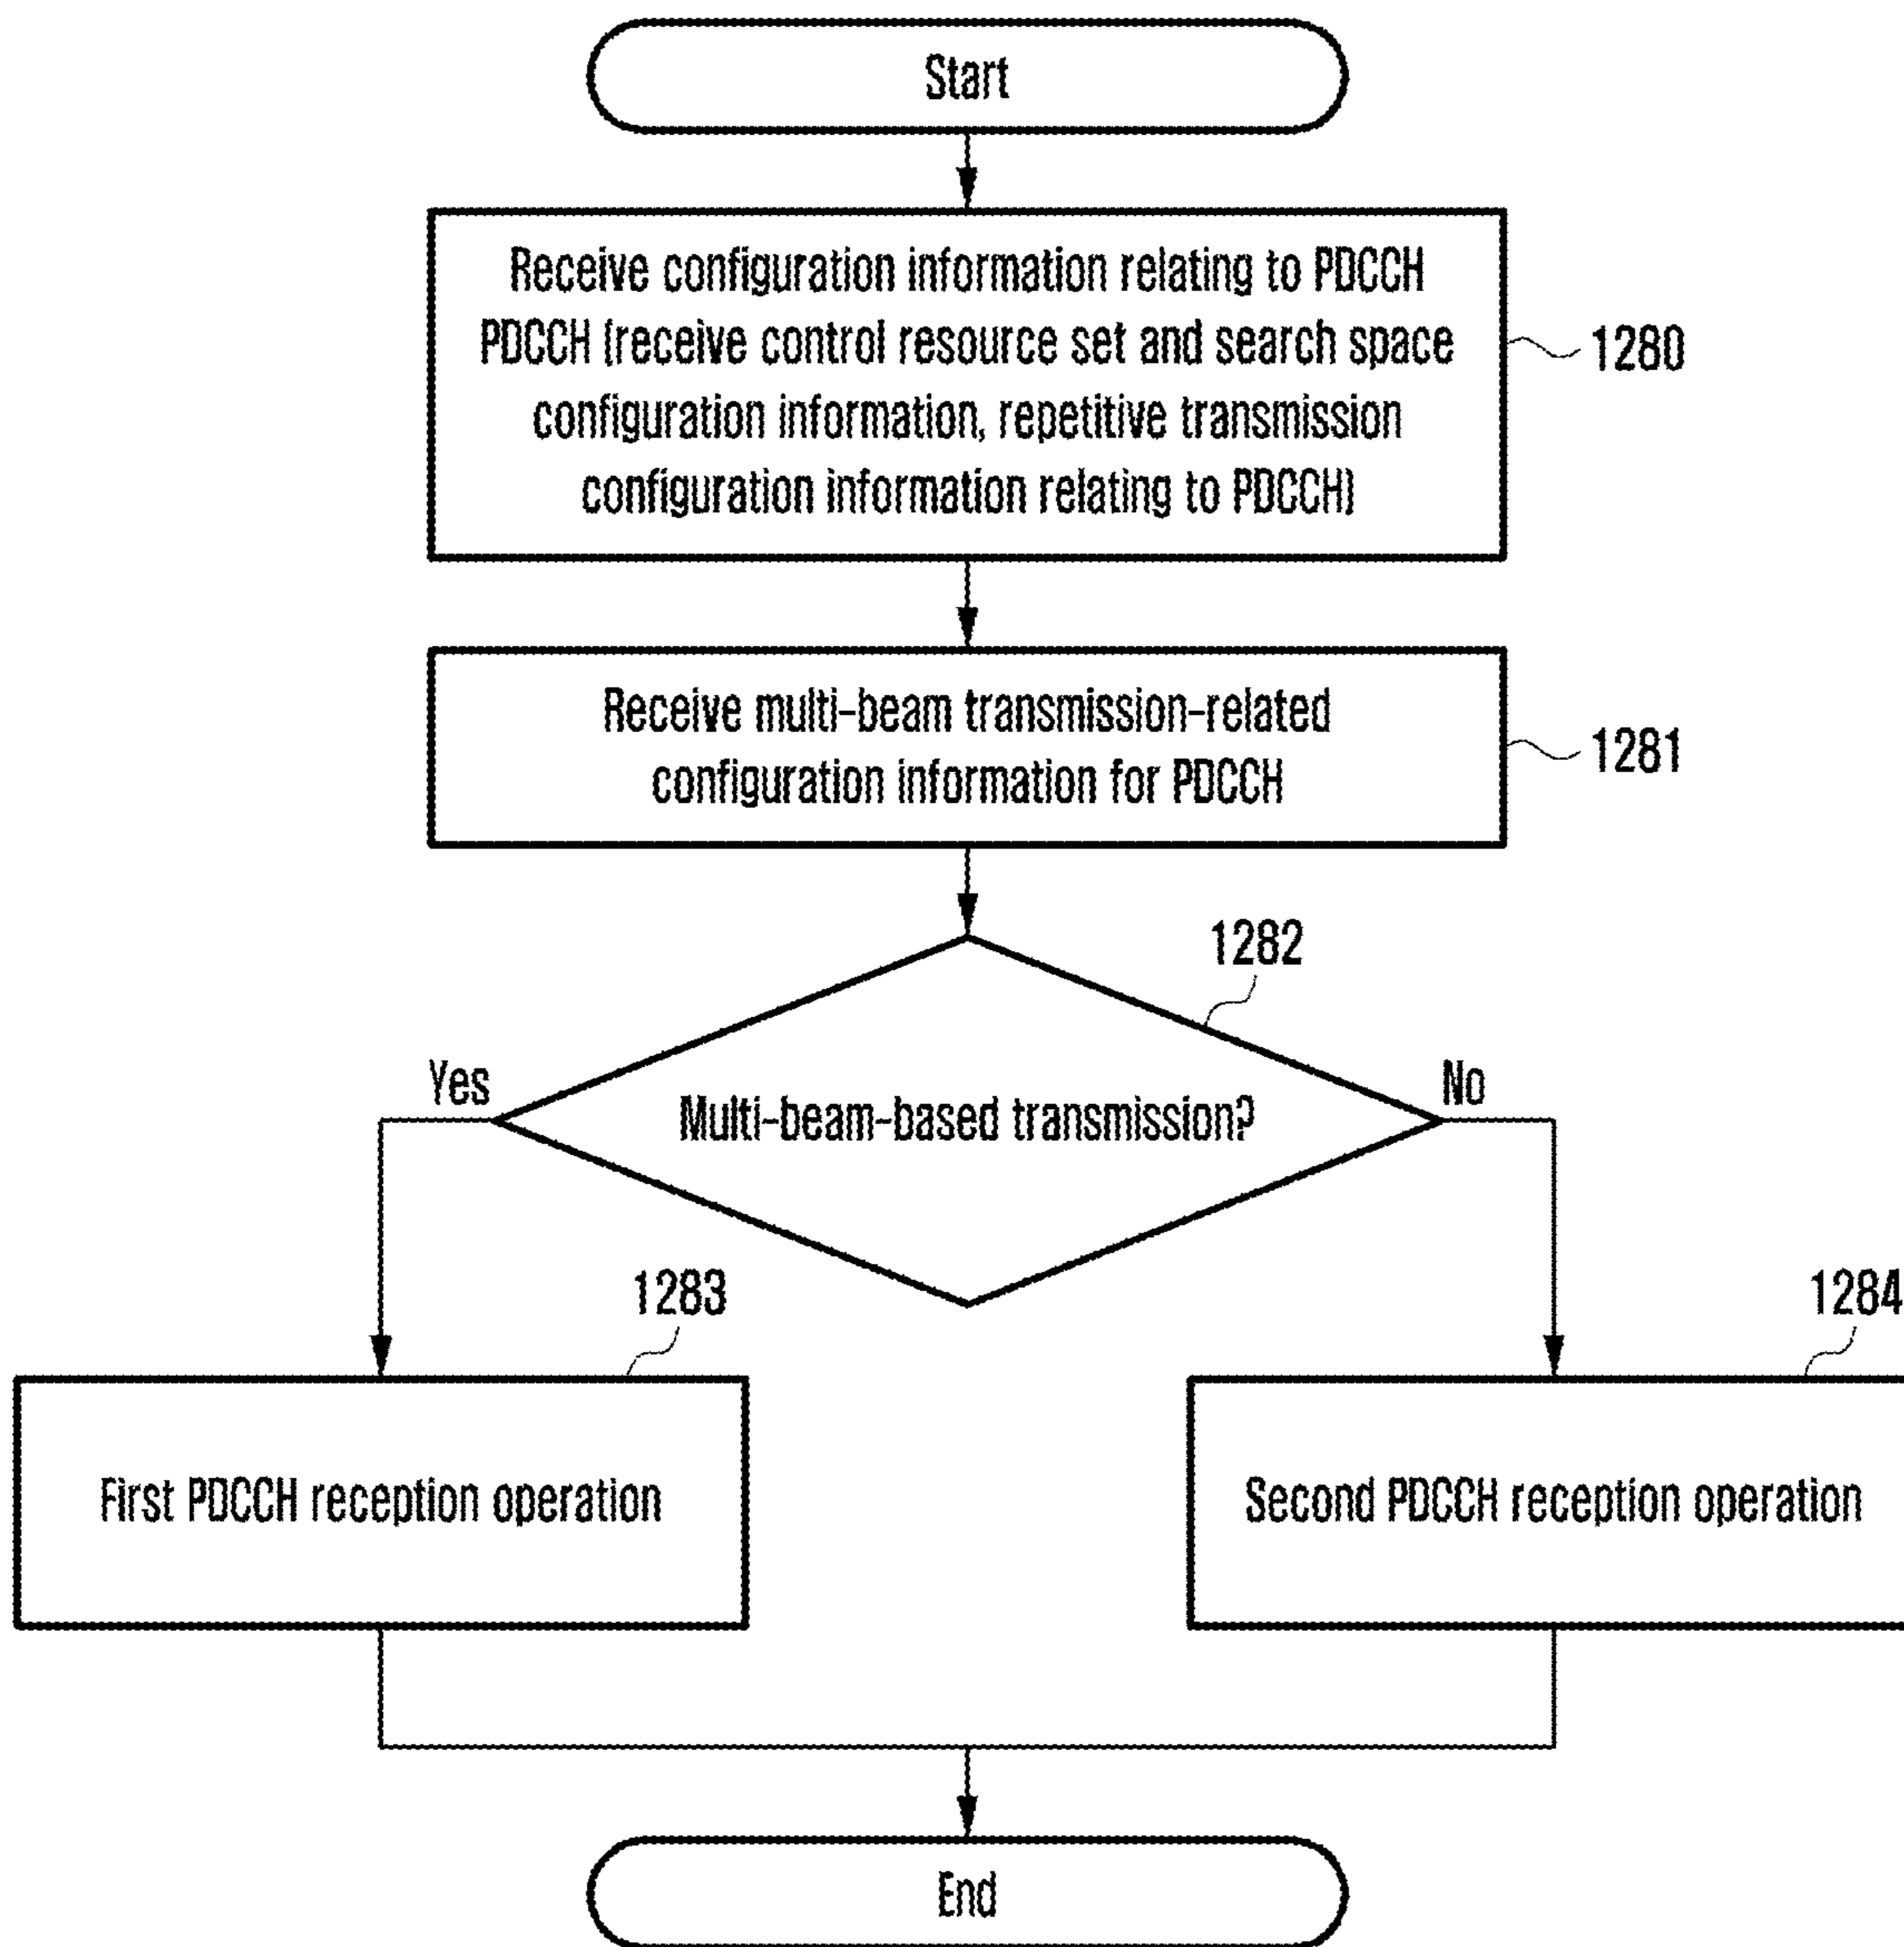 Start
Receive configuration information relating to PDCCH
PDCCH (receive control resource set and search space
configuration information, repetitive transmission
configuration information relating to PDCCH)
1280
Receive multi-beam transmission-related
configuration information for PDCCH
1281
1282
Yes
No
Multi-beam-based transmission?
1283
1284
First PDCCH reception operation
Second PDCCH reception operation
End